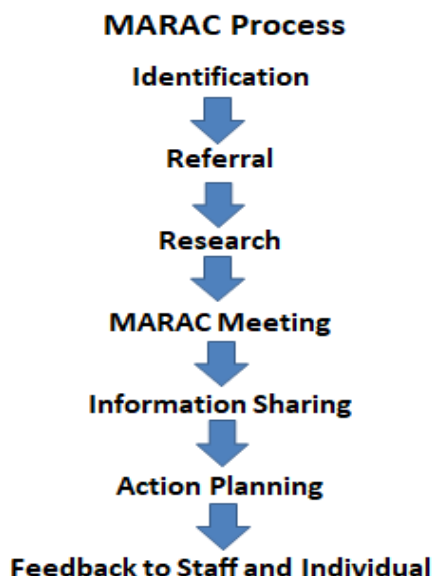 MARAC Process
Identification
Referral
Research
MARAC Meeting
Information Sharing
Action Planning
Feedback to Staff and Individual